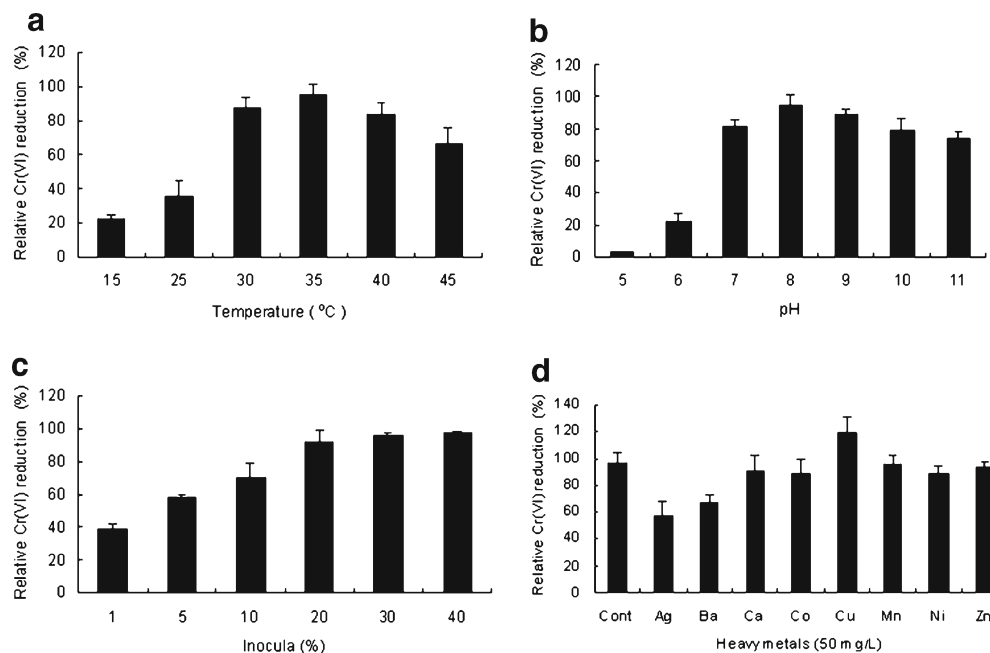 a
Relative Cr(VI) reduction (%)
120
100
80
60
40
20
0
15 25 30 35 40 45
Temperature (°C)
b
Relative Cr(VI) reduction (%)
120
100
80
60
40
20
0
5 6 7 8 9 10 11
pH
c
Relative Cr(VI) reduction (%)
120
100
80
60
40
20
0
1 5 10 20 30 40
Inocula (%)
d
Relative Cr(VI) reduction (%)
140
120
100
80
60
40
20
0
Cont Ag Ba Ca Co Cu Mn Ni Zn
Heavy metals (50 mg/L)